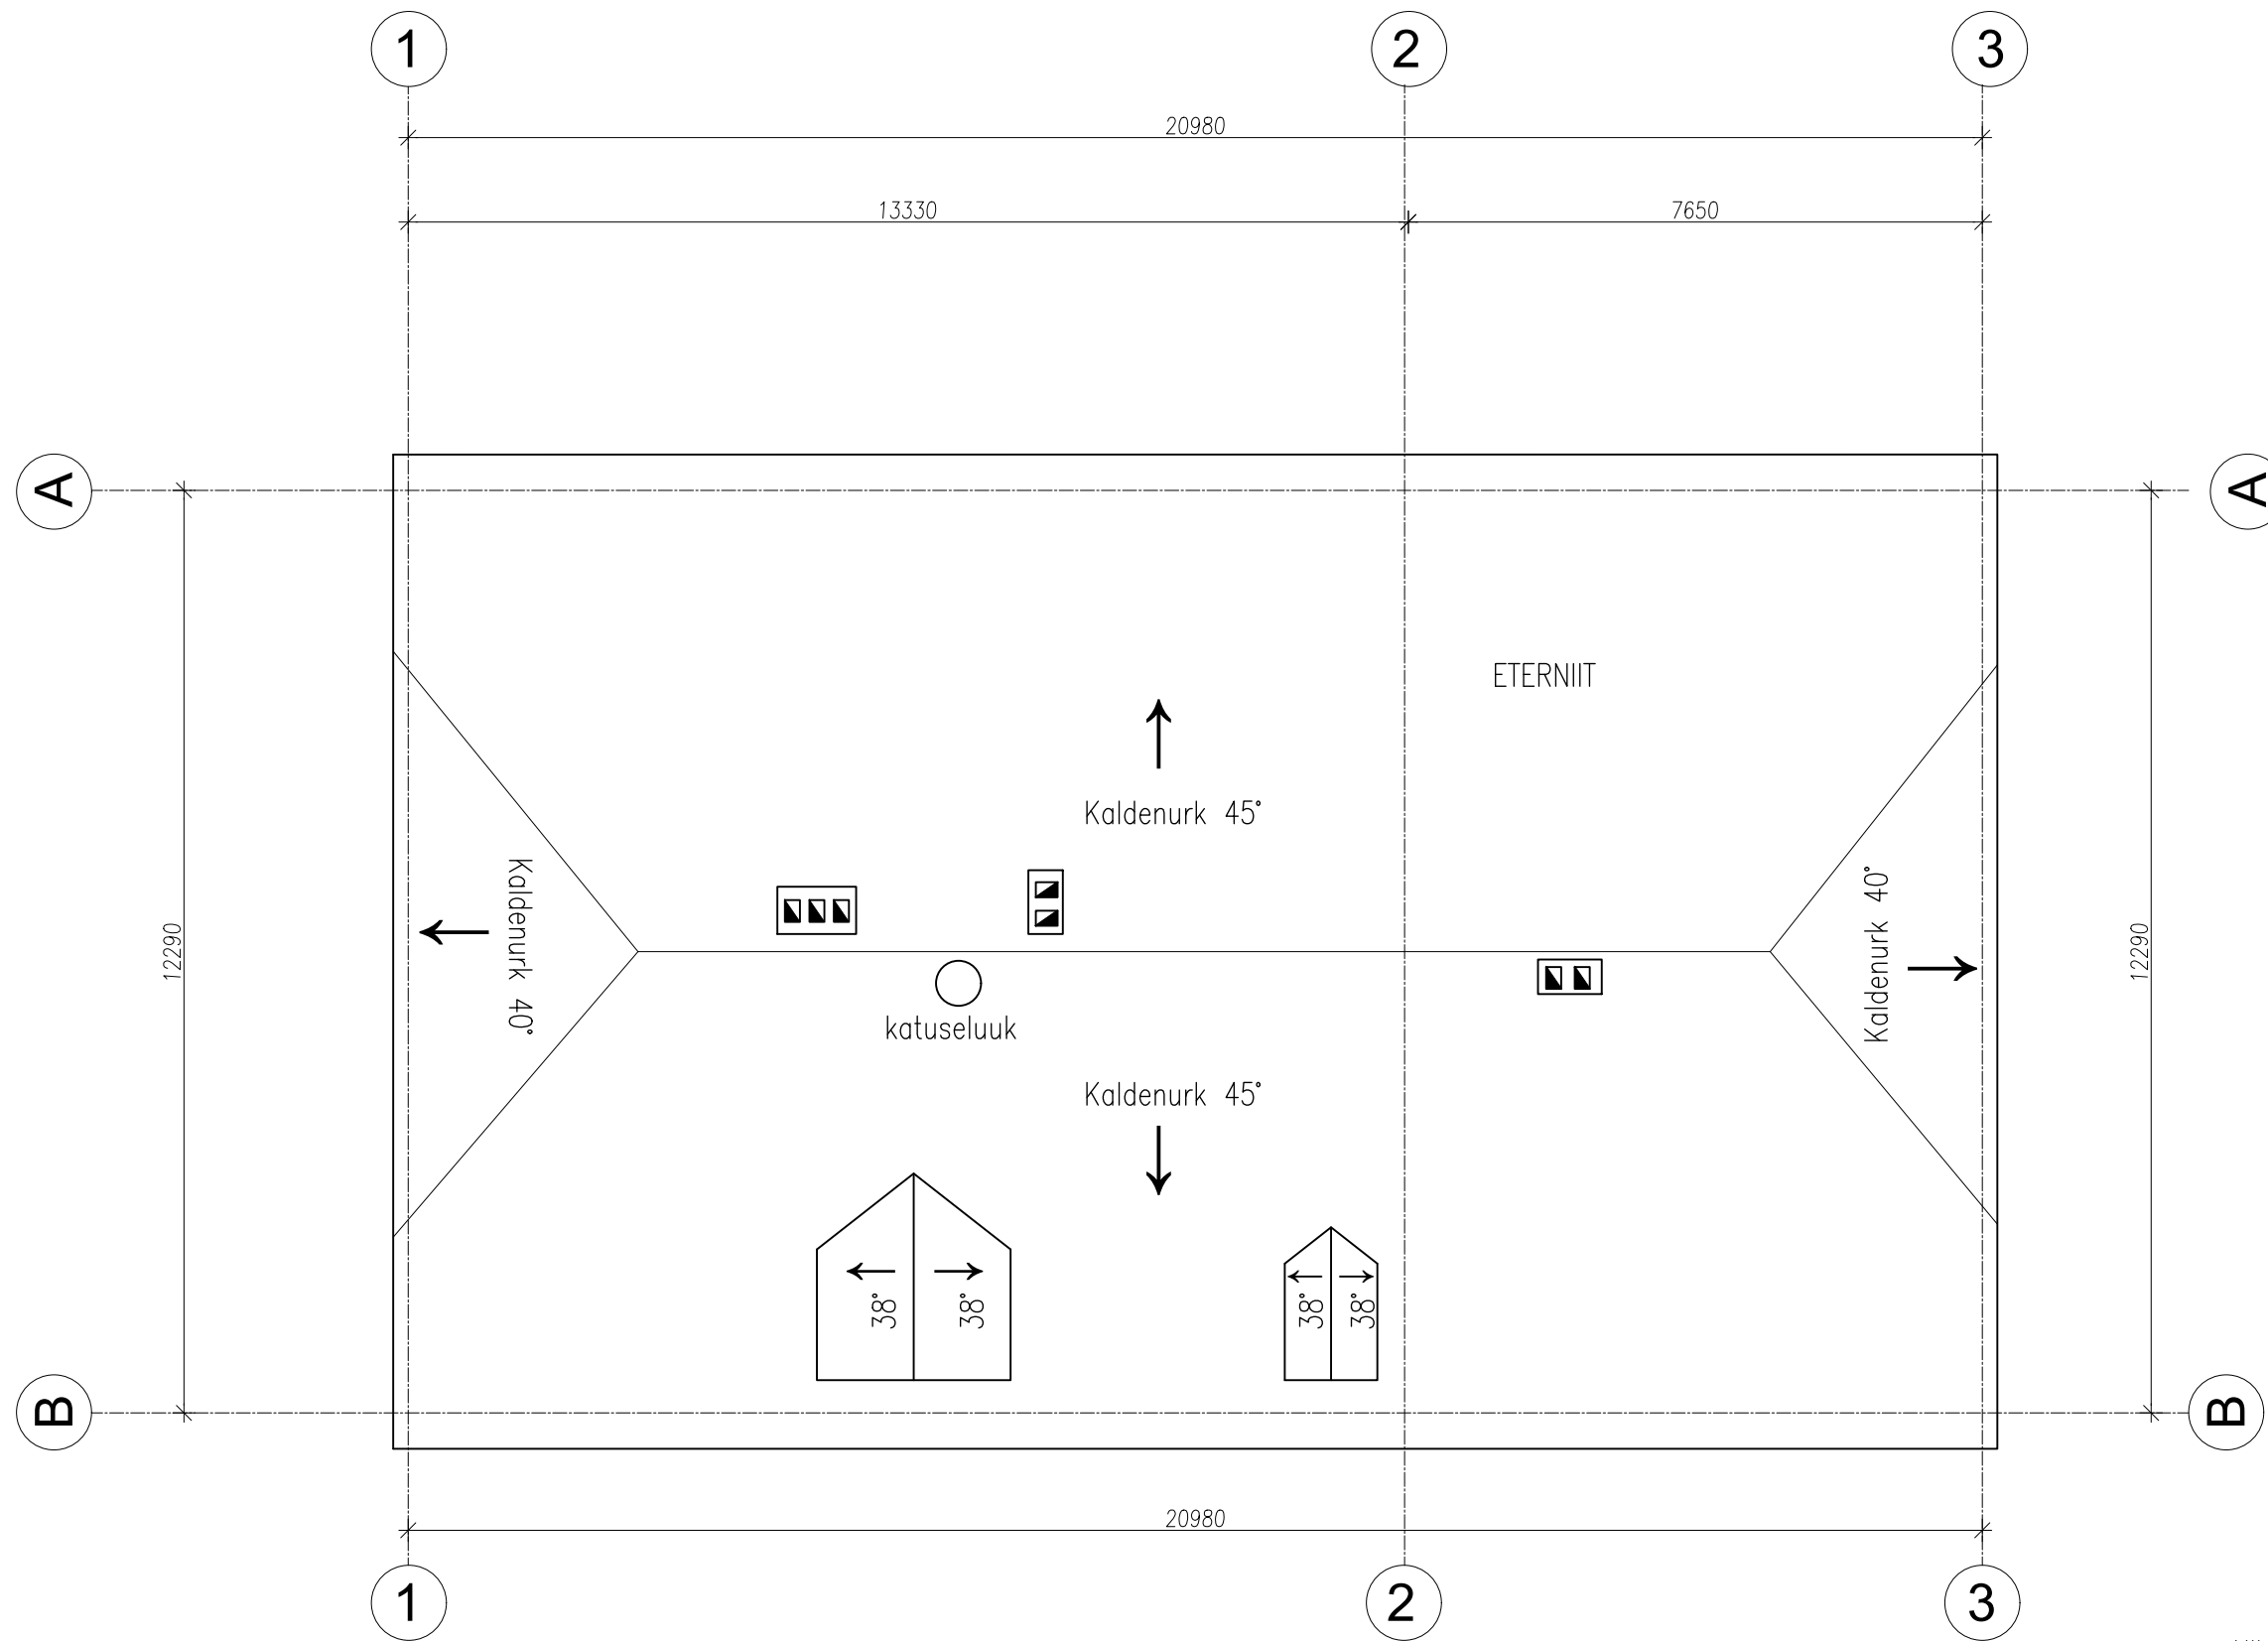 1 2 3
20980
13330 7650
A A
ETERNIIT
Kaldenurk 45°
Kaldenurk 40°
Kaldenurk 40°
12290
12290
katuseluuk
Kaldenurk 45°
38° 38° 38° 38°
B B
20980
1 2 3